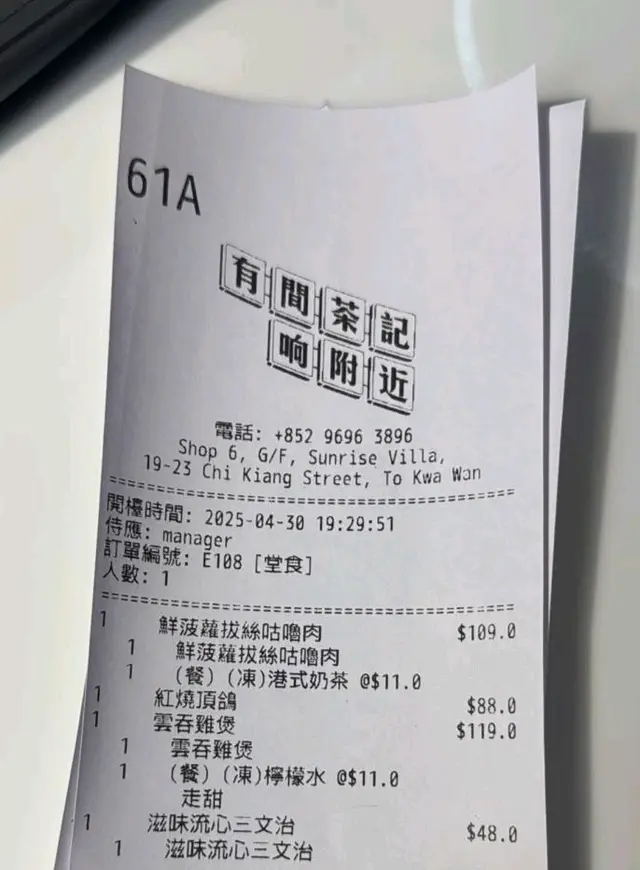 61A
有間茶記
响附近
電話: +852 9696 3896
Shop 6, G/F, Sunrise Villa,
19-23 Chi Kiang Street, To Kwa Wan
開檯時間: 2025-04-30 19:29:51
侍應: manager
訂單編號: E108 [堂食]
人數: 1
1 鮮菠蘿拔絲咕嚕肉 $109.0
1 鮮菠蘿拔絲咕嚕肉
1 (餐) (凍)港式奶茶 @$11.0
1 紅燒頂鴿 $88.0
1 雲吞雞煲 $119.0
1 雲吞雞煲
1 (餐) (凍)檸檬水 @$11.0
走甜
1 滋味流心三文治 $48.0
1 滋味流心三文治